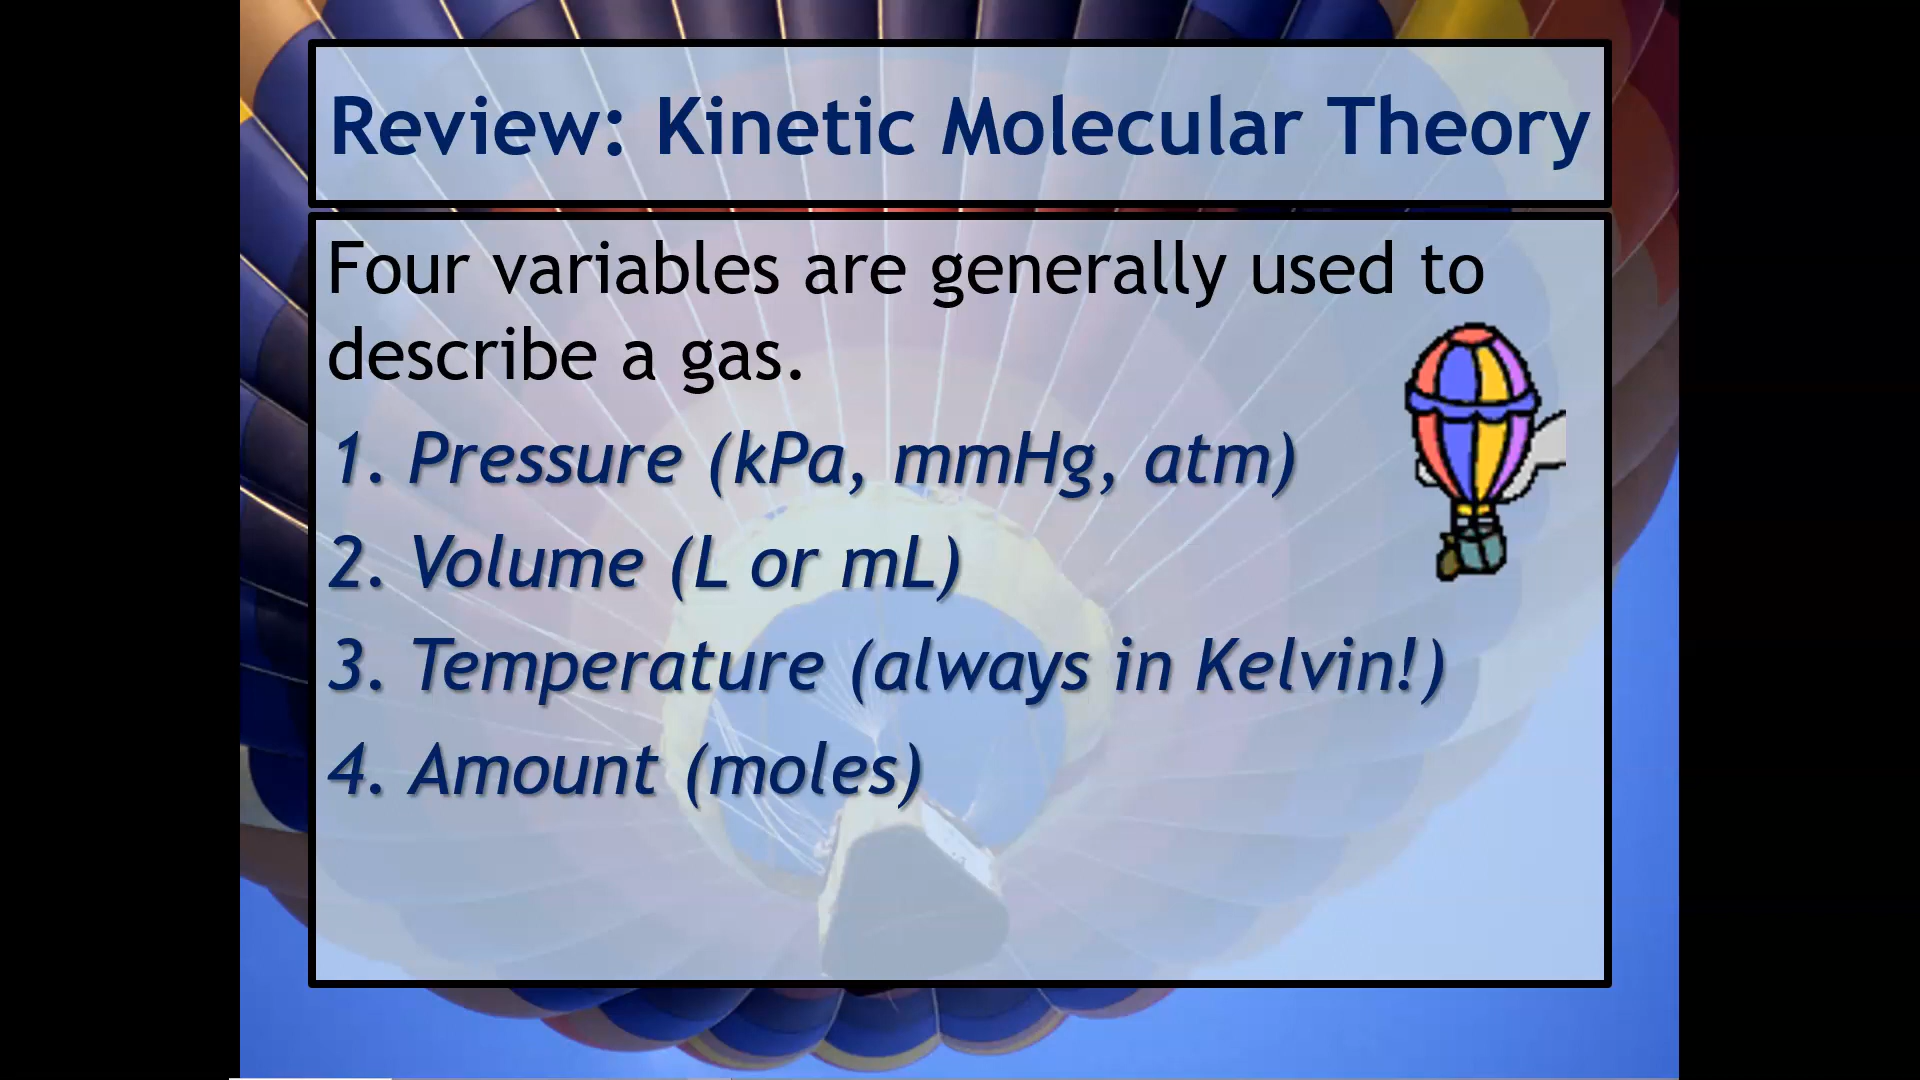 Review: Kinetic Molecular Theory
Four variables are generally used to
describe a gas.
1. Pressure (kPa, mmHg, atm)
2. Volume (L or mL)
3. Temperature (always in Kelvin!)
4. Amount (moles)